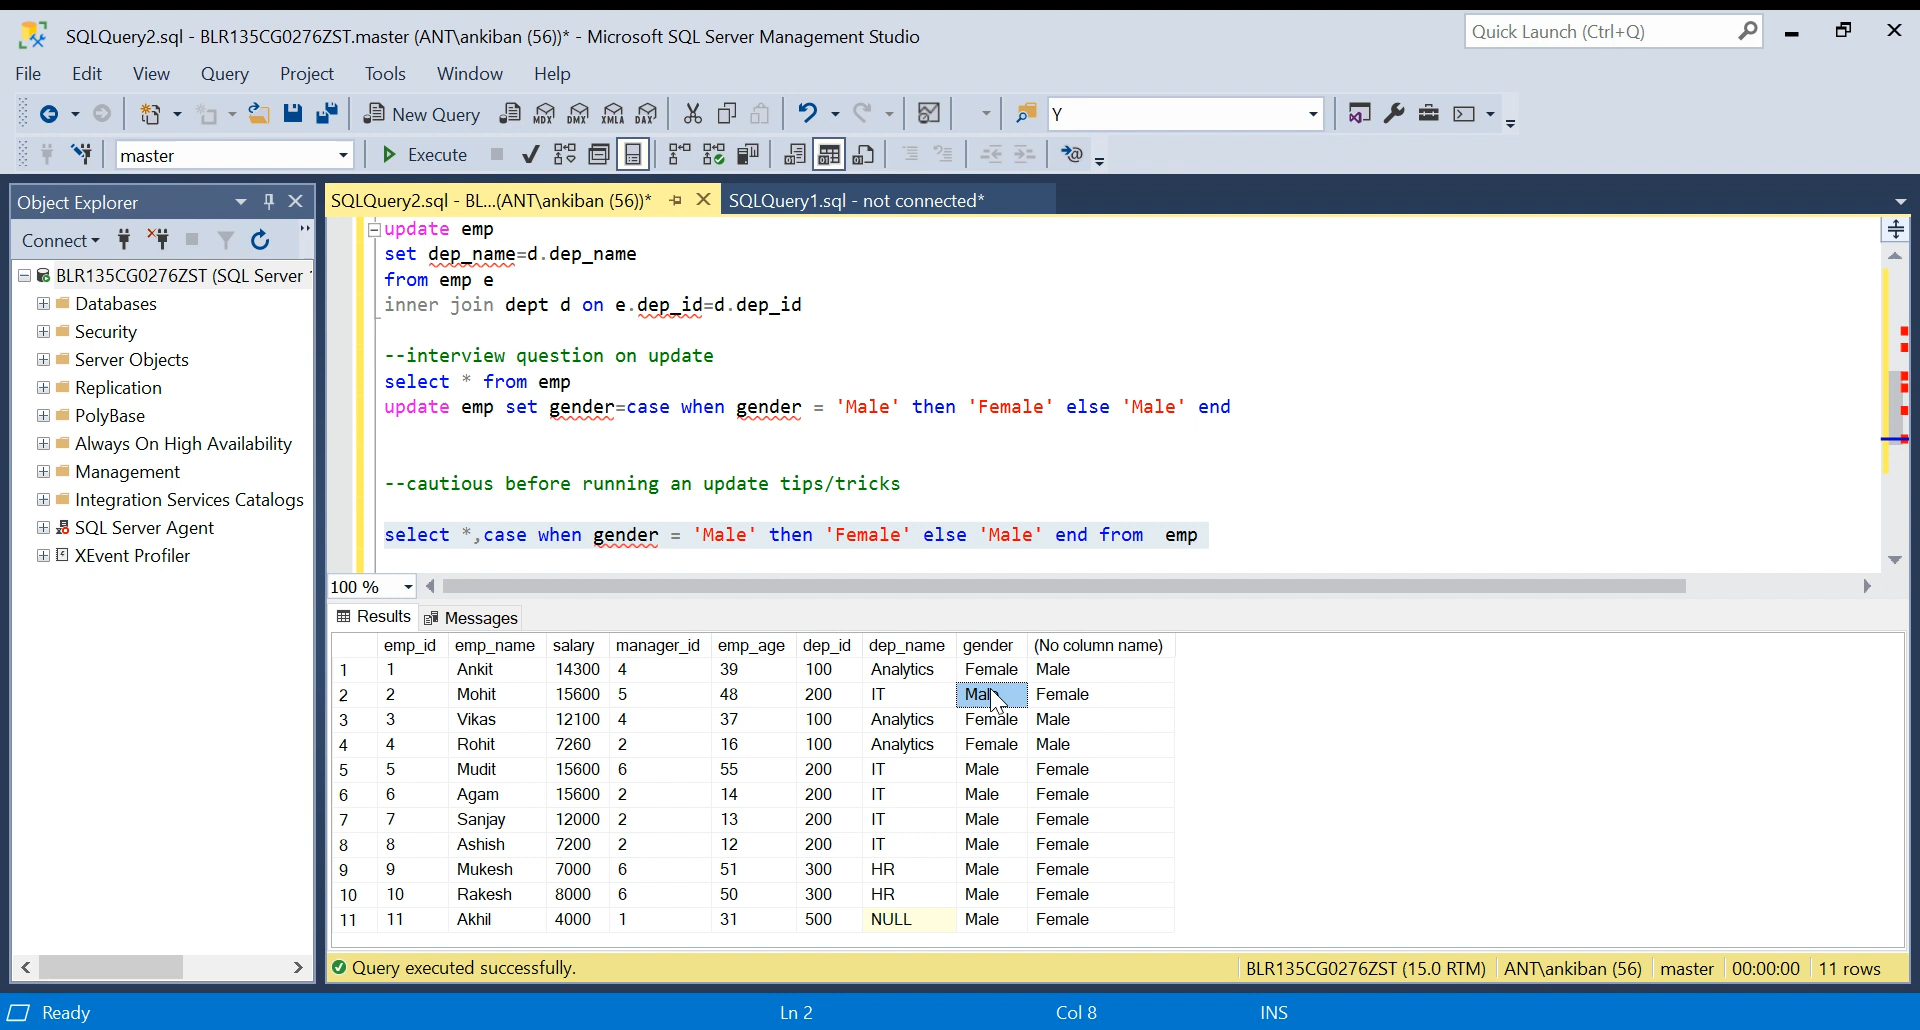 SQLQuery2.sql - BLR135CG0276ZST.master (ANT\ankiban (56))* - Microsoft SQL Server Management Studio
Quick Launch (Ctrl+Q)
File Edit View Query Project Tools Window Help
New Query MDX DMX XMLA DAX Y
master Execute
Object Explorer
SQLQuery2.sql - BL...(ANT\ankiban (56))* SQLQuery1.sql - not connected*
Connect
BLR135CG0276ZST (SQL Server
Databases
Security
Server Objects
Replication
PolyBase
Always On High Availability
Management
Integration Services Catalogs
SQL Server Agent
XEvent Profiler
update emp
set dep_name=d.dep_name
from emp e
inner join dept d on e.dep_id=d.dep_id
--interview question on update
select * from emp
update emp set gender=case when gender = 'Male' then 'Female' else 'Male' end
--cautious before running an update tips/tricks
select *,case when gender = 'Male' then 'Female' else 'Male' end from  emp
100 %
Results Messages
emp_id emp_name salary manager_id emp_age dep_id dep_name gender (No column name)
1 1 Ankit 14300 4 39 100 Analytics Female Male
2 2 Mohit 15600 5 48 200 IT Male Female
3 3 Vikas 12100 4 37 100 Analytics Female Male
4 4 Rohit 7260 2 16 100 Analytics Female Male
5 5 Mudit 15600 6 55 200 IT Male Female
6 6 Agam 15600 2 14 200 IT Male Female
7 7 Sanjay 12000 2 13 200 IT Male Female
8 8 Ashish 7200 2 12 200 IT Male Female
9 9 Mukesh 7000 6 51 300 HR Male Female
10 10 Rakesh 8000 6 50 300 HR Male Female
11 11 Akhil 4000 1 31 500 NULL Male Female
Query executed successfully. BLR135CG0276ZST (15.0 RTM) ANT\ankiban (56) master 00:00:00 11 rows
Ready Ln 2 Col 8 INS